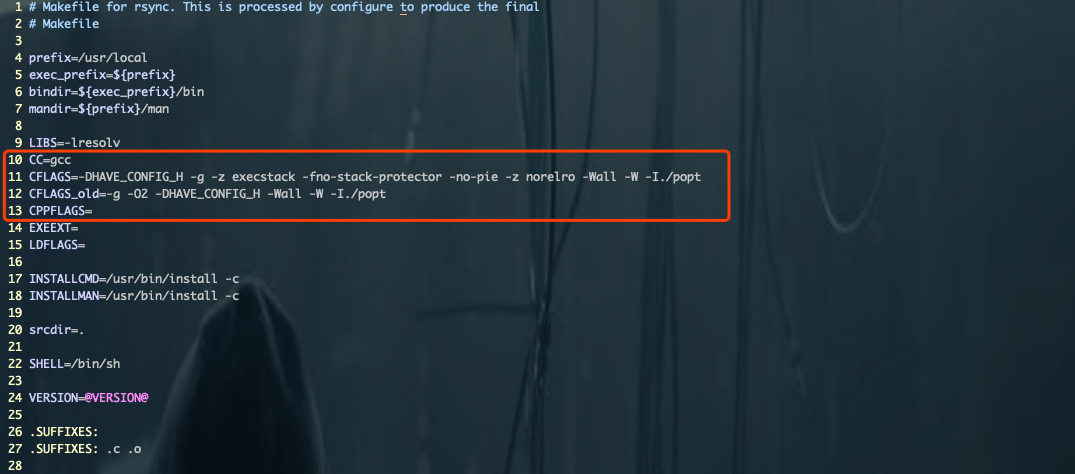 1 # Makefile for rsync. This is processed by configure to produce the final
2 # Makefile
3
4 prefix=/usr/local
5 exec_prefix=${prefix}
6 bindir=${exec_prefix}/bin
7 mandir=${prefix}/man
8
9 LIBS=-lresolv
10 CC=gcc
11 CFLAGS=-DHAVE_CONFIG_H -g -z execstack -fno-stack-protector -no-pie -z norelro -Wall -W -I./popt
12 CFLAGS_old=-g -O2 -DHAVE_CONFIG_H -Wall -W -I./popt
13 CPPFLAGS=
14 EXEEXT=
15 LDFLAGS=
16
17 INSTALLCMD=/usr/bin/install -c
18 INSTALLMAN=/usr/bin/install -c
19
20 srcdir=.
21
22 SHELL=/bin/sh
23
24 VERSION=@VERSION@
25
26 .SUFFIXES:
27 .SUFFIXES: .c .o
28